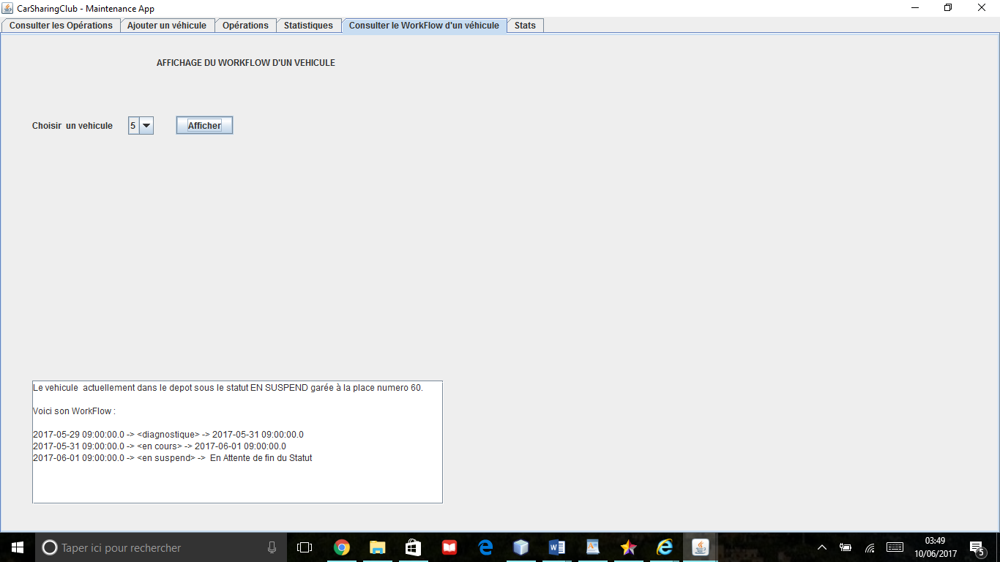 CarSharingClub - Maintenance App
Consulter les Opérations Ajouter un véhicule Opérations Statistiques Consulter le WorkFlow d'un véhicule Stats
AFFICHAGE DU WORKFLOW D'UN VEHICULE
Choisir un vehicule 5 Afficher
Le vehicule actuellement dans le depot sous le statut EN SUSPEND garée à la place numero 60.
Voici son WorkFlow :
2017-05-29 09:00:00.0 -> <diagnostique> -> 2017-05-31 09:00:00.0
2017-05-31 09:00:00.0 -> <en cours> -> 2017-06-01 09:00:00.0
2017-06-01 09:00:00.0 -> <en suspend> -> En Attente de fin du Statut
Taper ici pour rechercher
03:49
10/06/2017
5